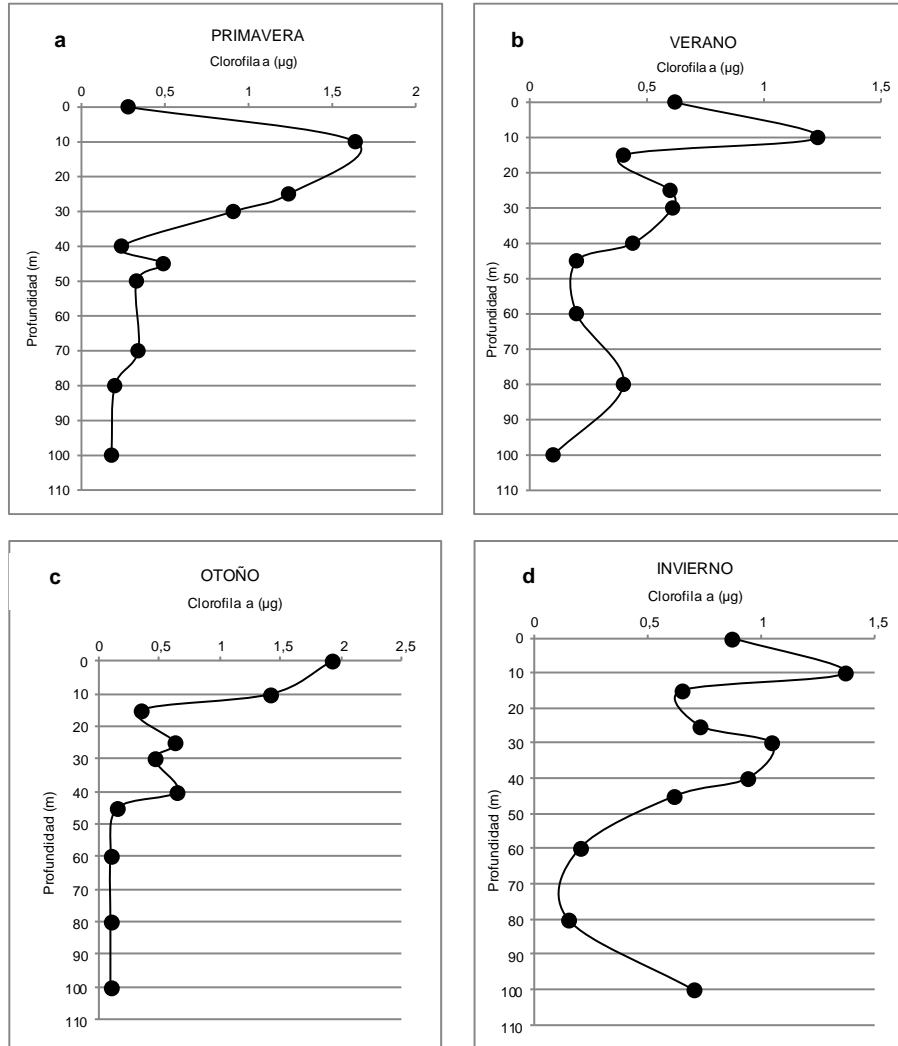 a
PRIMAVERA
Clorofila a (µg)
0 0,5 1 1,5 2
0
10
20
30
40
50
60
70
80
90
100
110
Profundidad (m)
b
VERANO
Clorofila a (µg)
0 0,5 1 1,5
0
10
20
30
40
50
60
70
80
90
100
110
Profundidad (m)
c
OTOÑO
Clorofila a (µg)
0 0,5 1 1,5 2 2,5
0
10
20
30
40
50
60
70
80
90
100
110
Profundidad (m)
d
INVIERNO
Clorofila a (µg)
0 0,5 1 1,5
0
10
20
30
40
50
60
70
80
90
100
110
Profundidad (m)